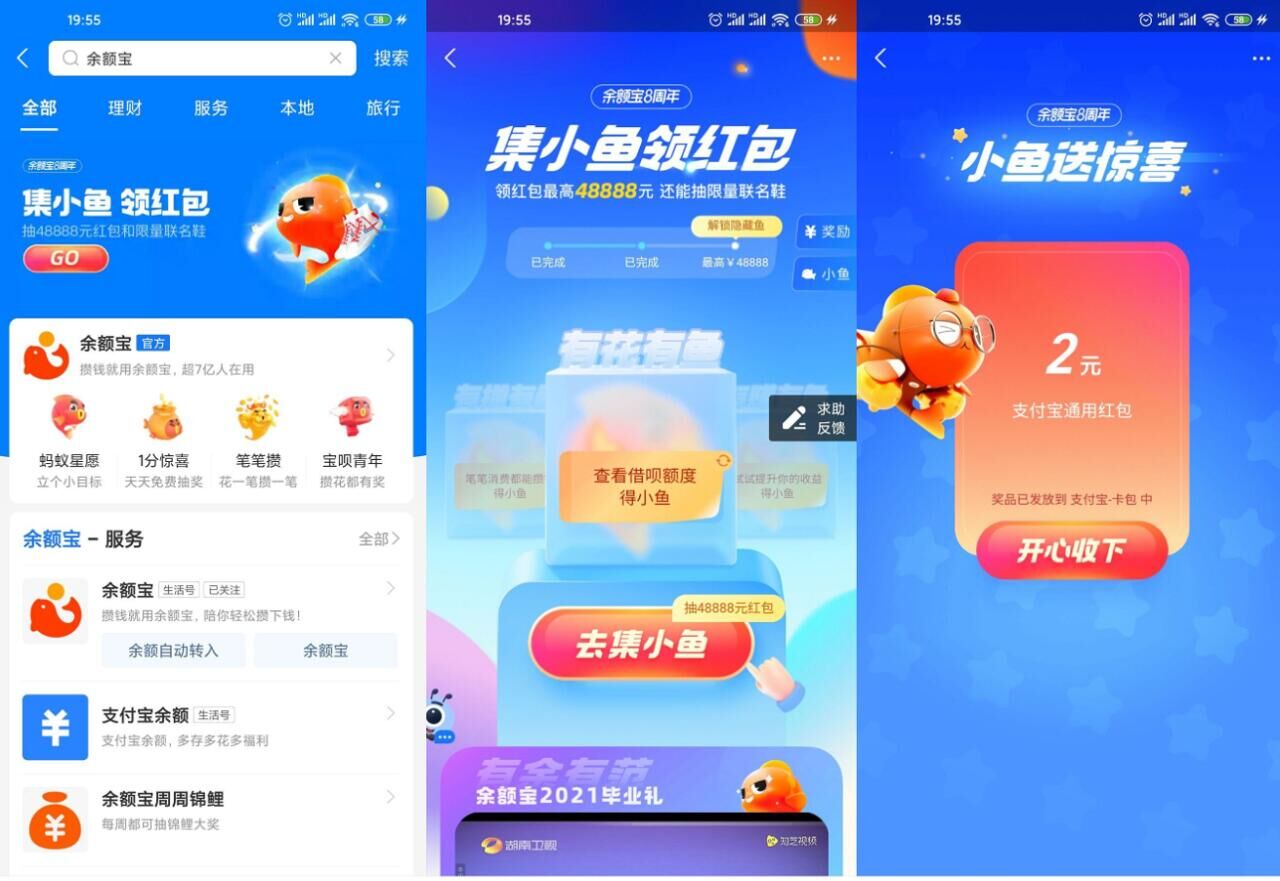 19:55
58
余额宝
搜索
全部
理财
服务
本地
旅行
余额宝8周年
集小鱼 领红包
抽48888元红包和限量联名鞋
GO
余额宝 官方
攒钱就用余额宝，超7亿人在用
蚂蚁星愿
立个小目标
1分惊喜
天天免费抽奖
笔笔攒
花一笔攒一笔
宝呗青年
攒花都有奖
余额宝 - 服务
全部
余额宝 生活号 已关注
攒钱就用余额宝，陪你轻松攒下钱！
余额自动转入
余额宝
支付宝余额 生活号
支付宝余额，多存多花多福利
余额宝周周锦鲤
每周都可抽锦鲤大奖
19:55
58
余额宝8周年
集小鱼领红包
领红包最高48888元 还能抽限量联名鞋
解锁隐藏鱼
已完成
已完成
最高￥48888
￥奖励
小鱼
有花有鱼
笔笔消费都能攒
得小鱼
查看借呗额度
得小鱼
试试提升你的收益
得小鱼
求助
反馈
抽48888元红包
去集小鱼
有余有范
余额宝2021毕业礼
湖南卫视
知芝视频
19:55
58
余额宝8周年
小鱼送惊喜
2元
支付宝通用红包
奖品已发放到 支付宝-卡包 中
开心收下